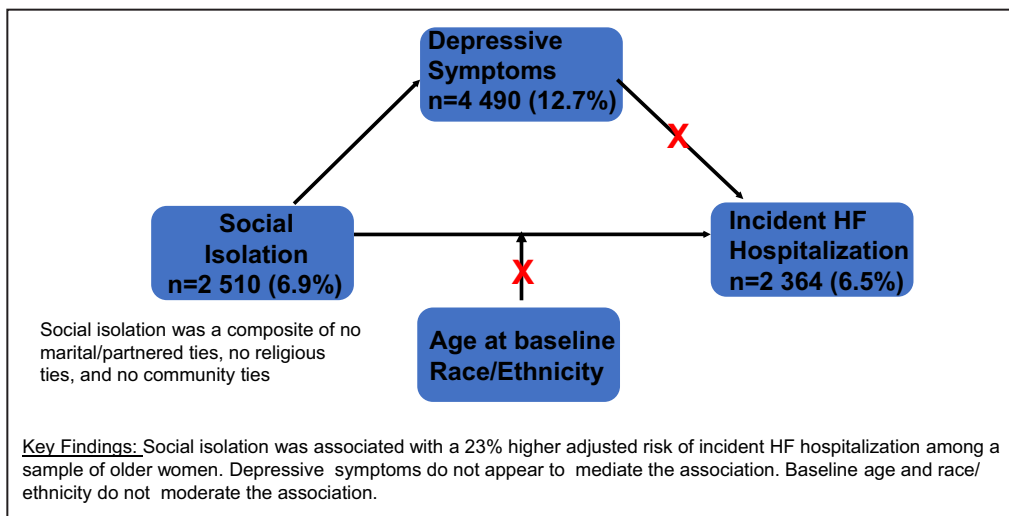 Depressive
Symptoms
n=4 490 (12.7%)
X
Social
Isolation
n=2 510 (6.9%)
Incident HF
Hospitalization
n=2 364 (6.5%)
X
Social isolation was a composite of no
marital/partnered ties, no religious
ties, and no community ties
Age at baseline
Race/Ethnicity
Key Findings: Social isolation was associated with a 23% higher adjusted risk of incident HF hospitalization among a
sample of older women. Depressive symptoms do not appear to mediate the association. Baseline age and race/
ethnicity do not moderate the association.